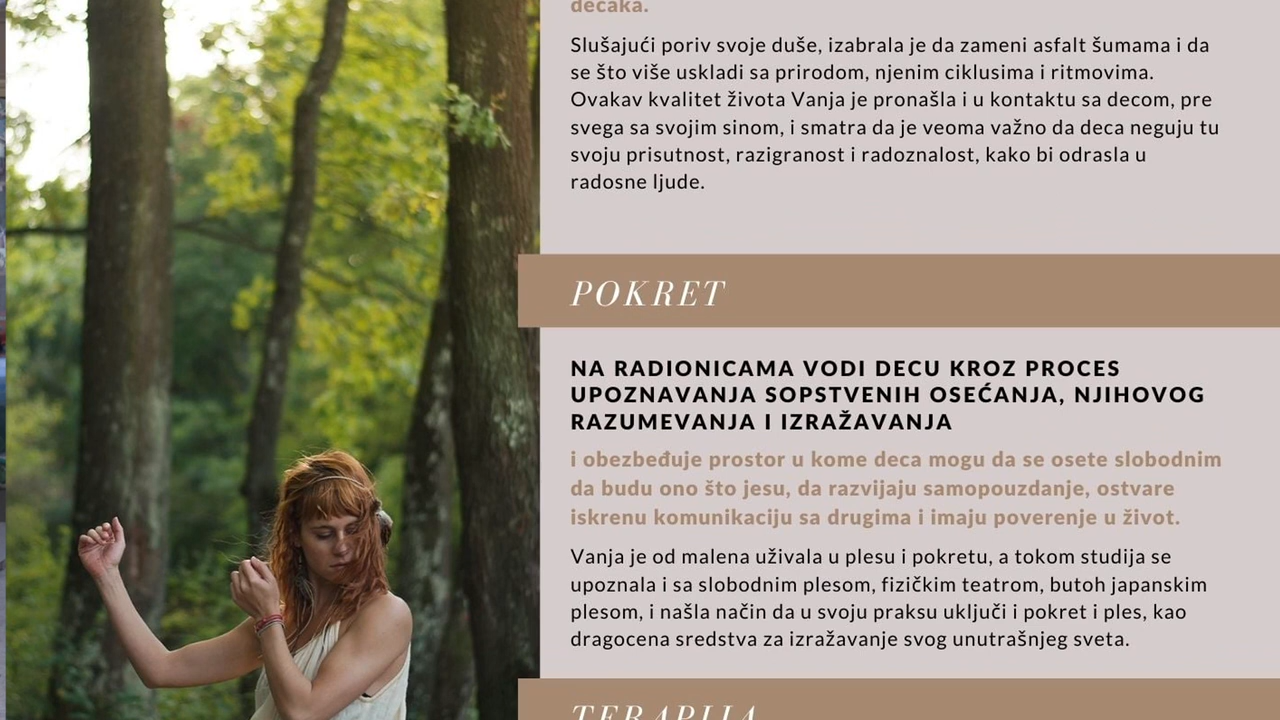 dečaka.
Slušajući poriv svoje duše, izabrala je da zameni asfalt šumama i da
se što više uskladi sa prirodom, njenim ciklusima i ritmovima.
Ovakav kvalitet života Vanja je pronašla i u kontaktu sa decom, pre
svega sa svojim sinom, i smatra da je veoma važno da deca neguju tu
svoju prisutnost, razigranost i radoznalost, kako bi odrasla u
radosne ljude.
POKRET
NA RADIONICAMA VODI DECU KROZ PROCES
UPOZNAVANJA SOPSTVENIH OSEĆANJA, NJIHOVOG
RAZUMEVANJA I IZRAŽAVANJA
i obezbeđuje prostor u kome deca mogu da se osete slobodnim
da budu ono što jesu, da razvijaju samopouzdanje, ostvare
iskrenu komunikaciju sa drugima i imaju poverenje u život.
Vanja je od malena uživala u plesu i pokretu, a tokom studija se
upoznala i sa slobodnim plesom, fizičkim teatrom, butoh japanskim
plesom, i našla način da u svoju praksu uključi i pokret i ples, kao
dragocena sredstva za izražavanje svog unutrašnjeg sveta.
TERAPIJA